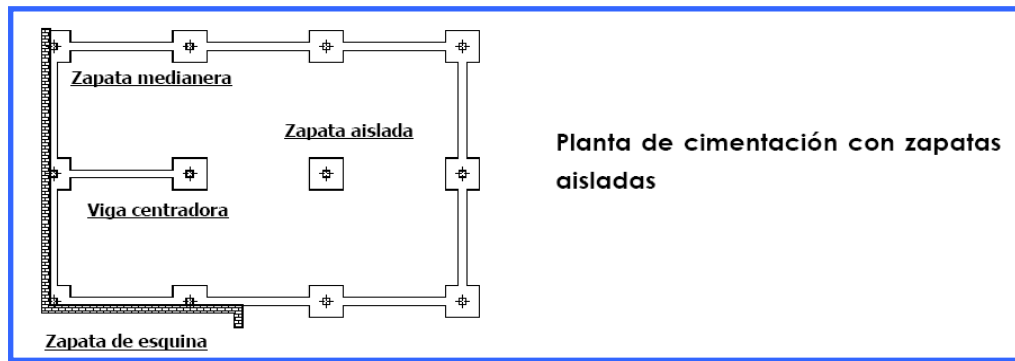 Zapata medianera
Zapata aislada
Viga centradora
Zapata de esquina
Planta de cimentación con zapatas
aisladas